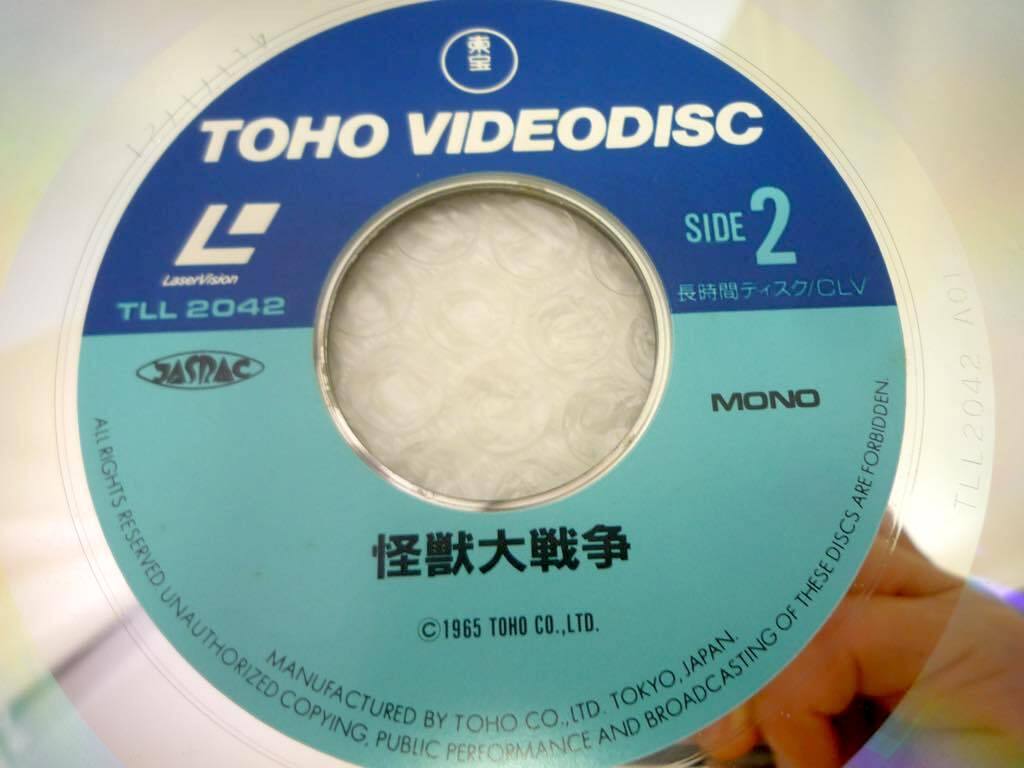 東宝
TOHO VIDEODISC
LaserVision
TLL 2042
SIDE 2
長時間ディスク/CLV
JASRAC
MONO
怪獣大戦争
©1965 TOHO CO.,LTD.
MANUFACTURED BY TOHO CO.,LTD. TOKYO, JAPAN.
ALL RIGHTS RESERVED UNAUTHORIZED COPYING, PUBLIC PERFORMANCE AND BROADCASTING OF THESE DISCS ARE FORBIDDEN.
TLL2042 A01